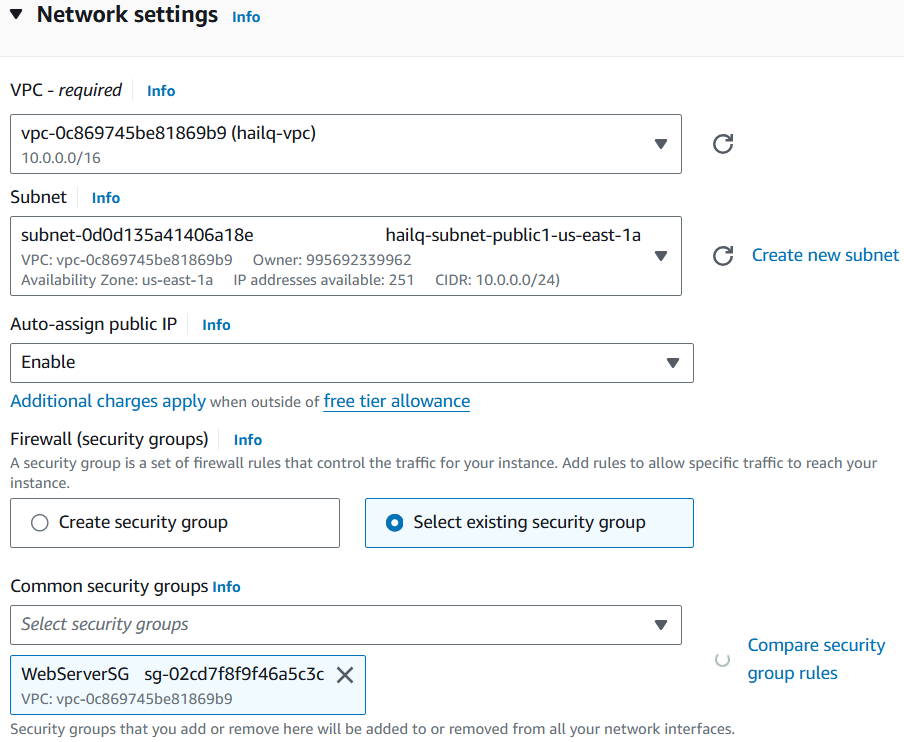 Network settings Info
VPC - required Info
vpc-0c869745be81869b9 (hailq-vpc)
10.0.0.0/16
Subnet Info
subnet-0d0d135a41406a18e hailq-subnet-public1-us-east-1a
VPC: vpc-0c869745be81869b9 Owner: 995692339962
Availability Zone: us-east-1a IP addresses available: 251 CIDR: 10.0.0.0/24)
Create new subnet
Auto-assign public IP Info
Enable
Additional charges apply when outside of free tier allowance
Firewall (security groups) Info
A security group is a set of firewall rules that control the traffic for your instance. Add rules to allow specific traffic to reach your
instance.
Create security group
Select existing security group
Common security groups Info
Select security groups
WebServerSG sg-02cd7f8f9f46a5c3c
VPC: vpc-0c869745be81869b9
Compare security
group rules
Security groups that you add or remove here will be added to or removed from all your network interfaces.